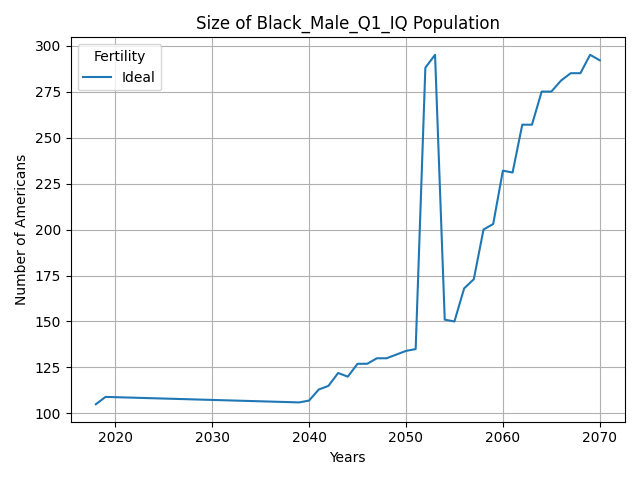 Size of Black_Male_Q1_IQ Population
Fertility
Ideal
Number of Americans
300
275
250
225
200
175
150
125
100
2020 2030 2040 2050 2060 2070
Years